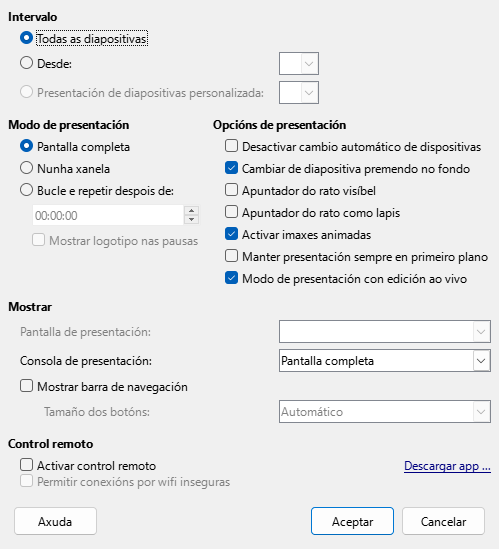 Intervalo
Todas as diapositivas
Desde:
Presentación de diapositivas personalizada:
Modo de presentación
Pantalla completa
Nunha xanela
Bucle e repetir despois de:
00:00:00
Mostrar logotipo nas pausas
Opcións de presentación
Desactivar cambio automático de dispositivas
Cambiar de diapositiva premendo no fondo
Apuntador do rato visíbel
Apuntador do rato como lapis
Activar imaxes animadas
Manter presentación sempre en primeiro plano
Modo de presentación con edición ao vivo
Mostrar
Pantalla de presentación:
Consola de presentación: Pantalla completa
Mostrar barra de navegación
Tamaño dos botóns: Automático
Control remoto
Activar control remoto Descargar app ...
Permitir conexións por wifi inseguras
Axuda Aceptar Cancelar